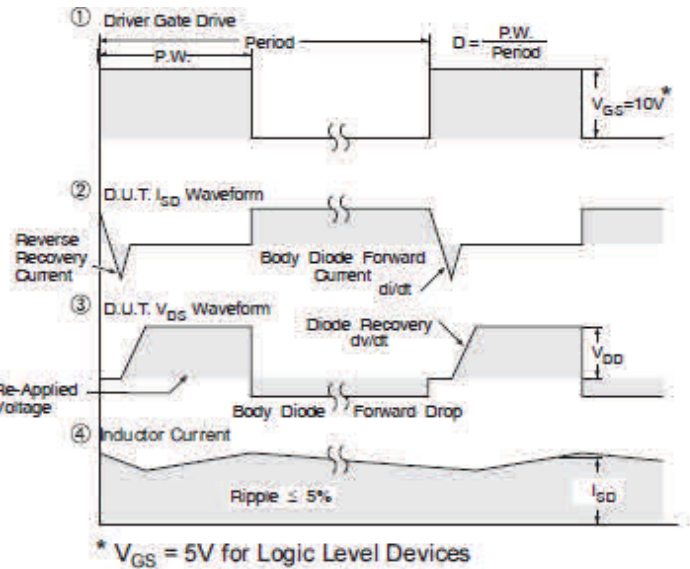 ① Driver Gate Drive
Period
P.W.
D = P.W.
Period
VGS=10V*
② D.U.T. ISD Waveform
Reverse
Recovery
Current
Body Diode Forward
Current
di/dt
③ D.U.T. VDS Waveform
Diode Recovery
dv/dt
VDD
Re-Applied
Voltage
Body Diode Forward Drop
④ Inductor Current
Ripple ≤ 5%
ISD
* VGS = 5V for Logic Level Devices